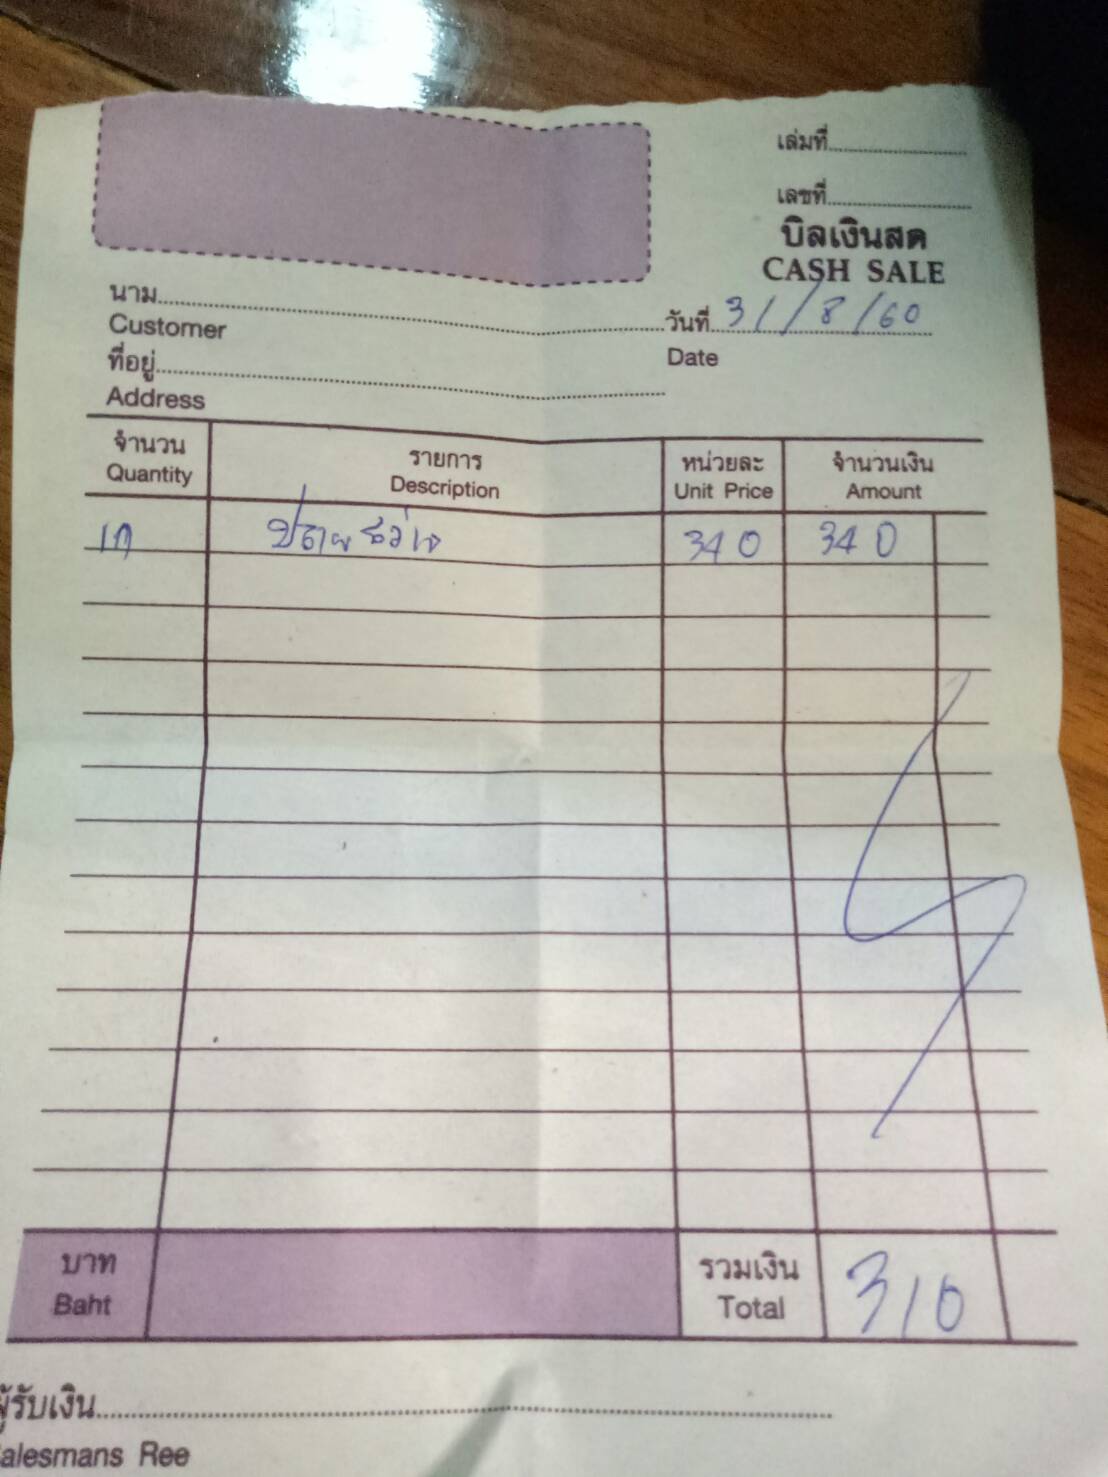 เล่มที่
เลขที่
บิลเงินสด
CASH SALE
นาม
Customer
วันที่ 31/8/60
Date
ที่อยู่
Address
จำนวน รายการ หน่วยละ จำนวนเงิน
Quantity Description Unit Price Amount
340 340
บาท รวมเงิน 310
Baht Total
ผู้รับเงิน
alesmans Ree